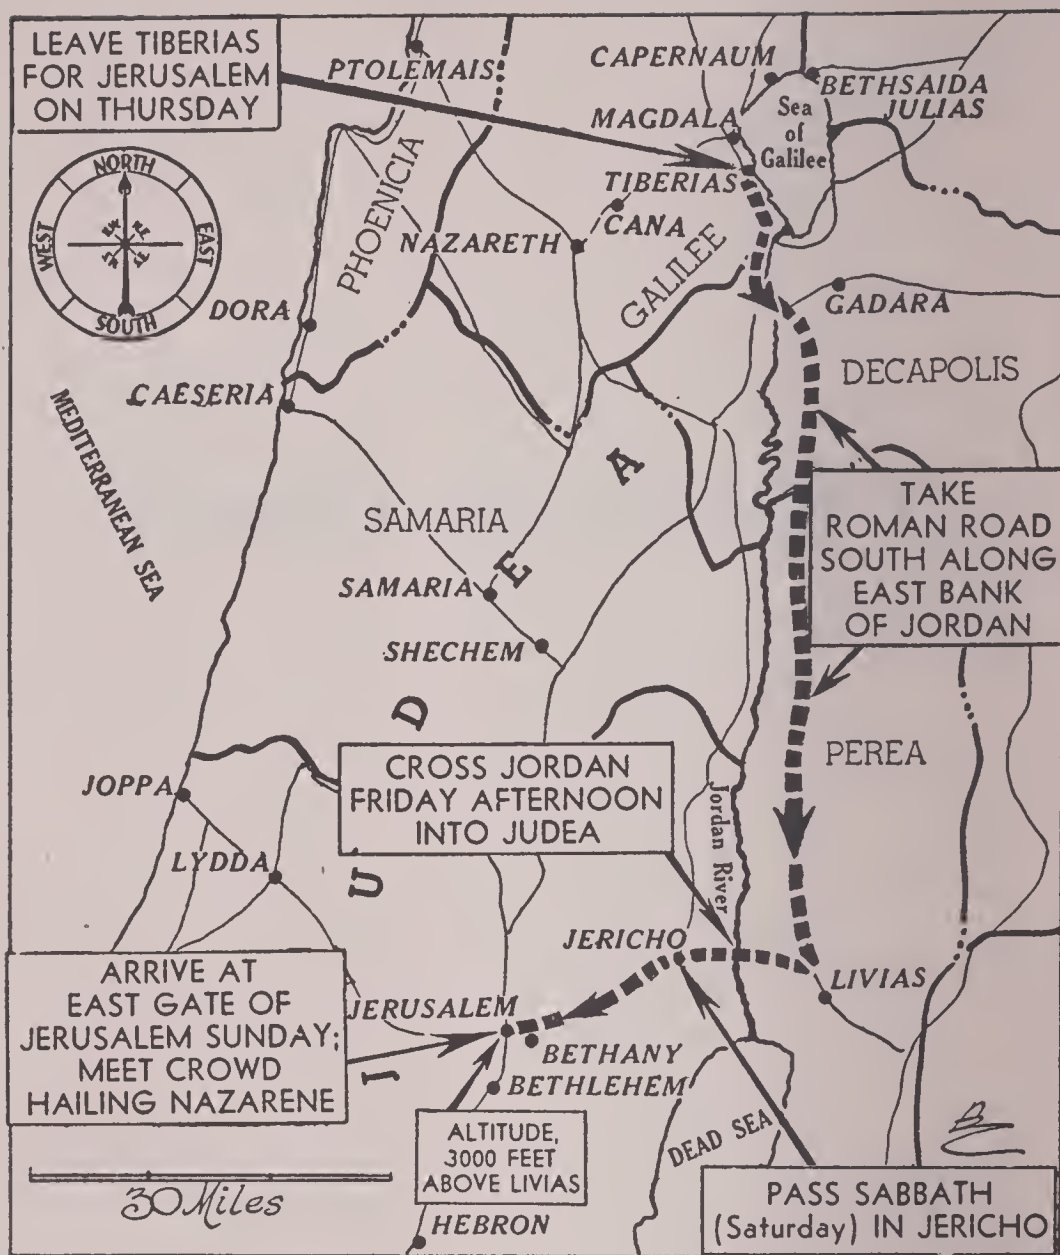 LEAVE TIBERIAS
FOR JERUSALEM
ON THURSDAY
PTOLEMAIS
CAPERNAUM
BETHSAIDA
JULIAS
MAGDALA
Sea
of
Galilee
TIBERIAS
CANA
NAZARETH
PHOENICIA
GALILEE
NORTH
WEST
EAST
SOUTH
DORA
GADARA
DECAPOLIS
CAESERIA
MEDITERRANEAN SEA
SAMARIA
SAMARIA
SHECHEM
TAKE
ROMAN ROAD
SOUTH ALONG
EAST BANK
OF JORDAN
JUDEA
PEREA
CROSS JORDAN
FRIDAY AFTERNOON
INTO JUDEA
JOPPA
LYDDA
Jordan River
JERICHO
LIVIAS
ARRIVE AT
EAST GATE OF
JERUSALEM SUNDAY;
MEET CROWD
HAILING NAZARENE
JERUSALEM
BETHANY
BETHLEHEM
ALTITUDE,
3000 FEET
ABOVE LIVIAS
DEAD SEA
PASS SABBATH
(Saturday) IN JERICHO
30 Miles
HEBRON